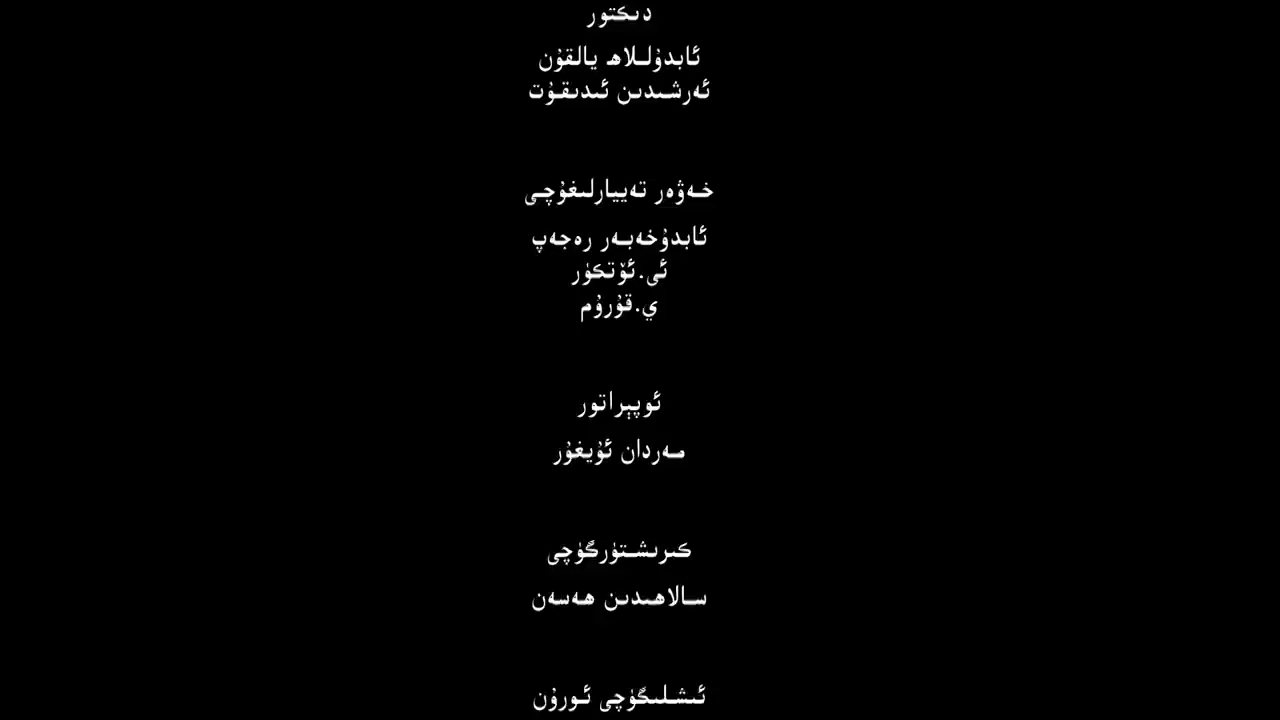 دىكتور
ئابدۇللاھ يالقۇن
ئەرشىدىن ئىدىقۇت
خەۋەر تەييارلىغۇچى
ئابدۇخەبەر رەجەپ
ئى.ئۆتكۈر
ي.قۇرۇم
ئوپېراتور
مەردان ئۇيغۇر
كىرىشتۈرگۈچى
سالاھىدىن ھەسەن
ئىشلىگۈچى ئورۇن